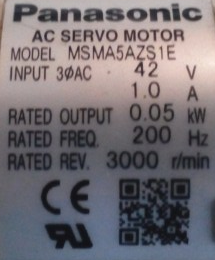 Panasonic
AC SERVO MOTOR
MODEL MSMA5AZS1E
INPUT 3ØAC 42 V
1.0 A
RATED OUTPUT 0.05 kW
RATED FREQ. 200 Hz
RATED REV. 3000 r/min
CE